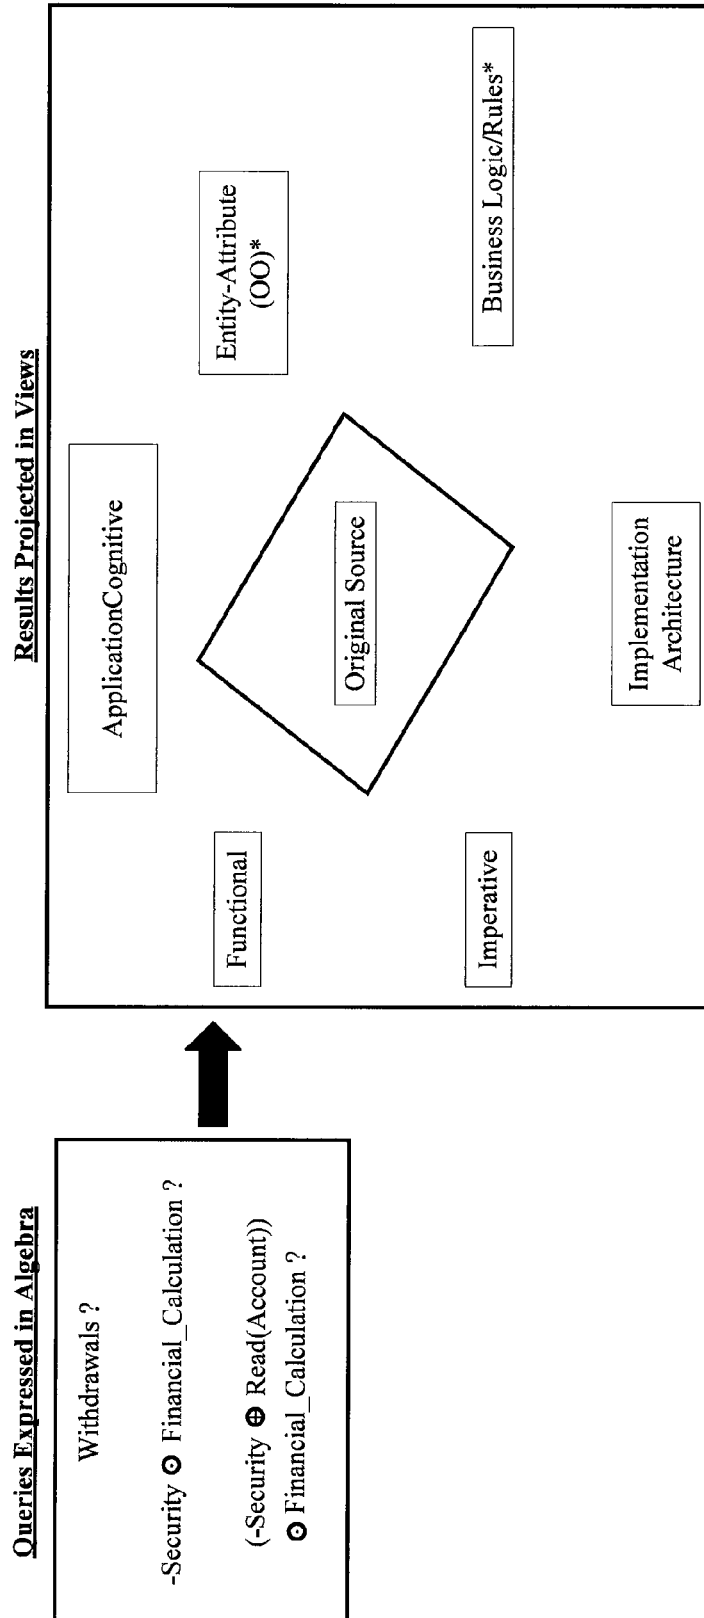 Queries Expressed in Algebra
Withdrawals ?
-Security ⊙ Financial_Calculation ?
(-Security ⊕ Read(Account))
⊙ Financial_Calculation ?
Results Projected in Views
ApplicationCognitive
Functional
Entity-Attribute
(OO)*
Original Source
Imperative
Business Logic/Rules*
Implementation
Architecture